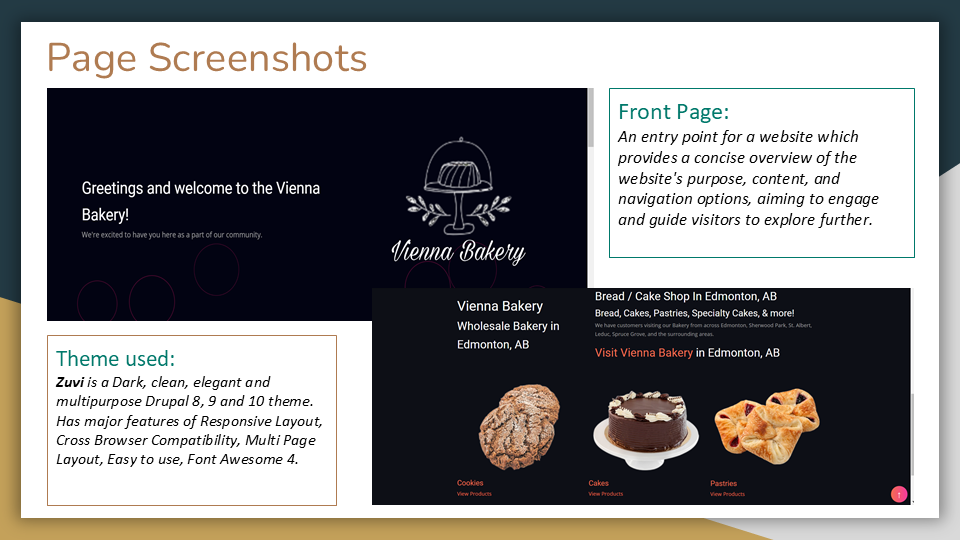 Page Screenshots
Greetings and welcome to the Vienna
Bakery!
We're excited to have you here as a part of our community.
Vienna Bakery
Front Page:
An entry point for a website which
provides a concise overview of the
website's purpose, content, and
navigation options, aiming to engage
and guide visitors to explore further.
Theme used:
Zuvi is a Dark, clean, elegant and
multipurpose Drupal 8, 9 and 10 theme.
Has major features of Responsive Layout,
Cross Browser Compatibility, Multi Page
Layout, Easy to use, Font Awesome 4.
Vienna Bakery
Wholesale Bakery in
Edmonton, AB
Bread / Cake Shop In Edmonton, AB
Bread, Cakes, Pastries, Specialty Cakes, & more!
We have customers visiting our Bakery from across Edmonton, Sherwood Park, St. Albert,
Leduc, Spruce Grove, and the surrounding areas.
Visit Vienna Bakery in Edmonton, AB
Cookies
View Products
Cakes
View Products
Pastries
View Products